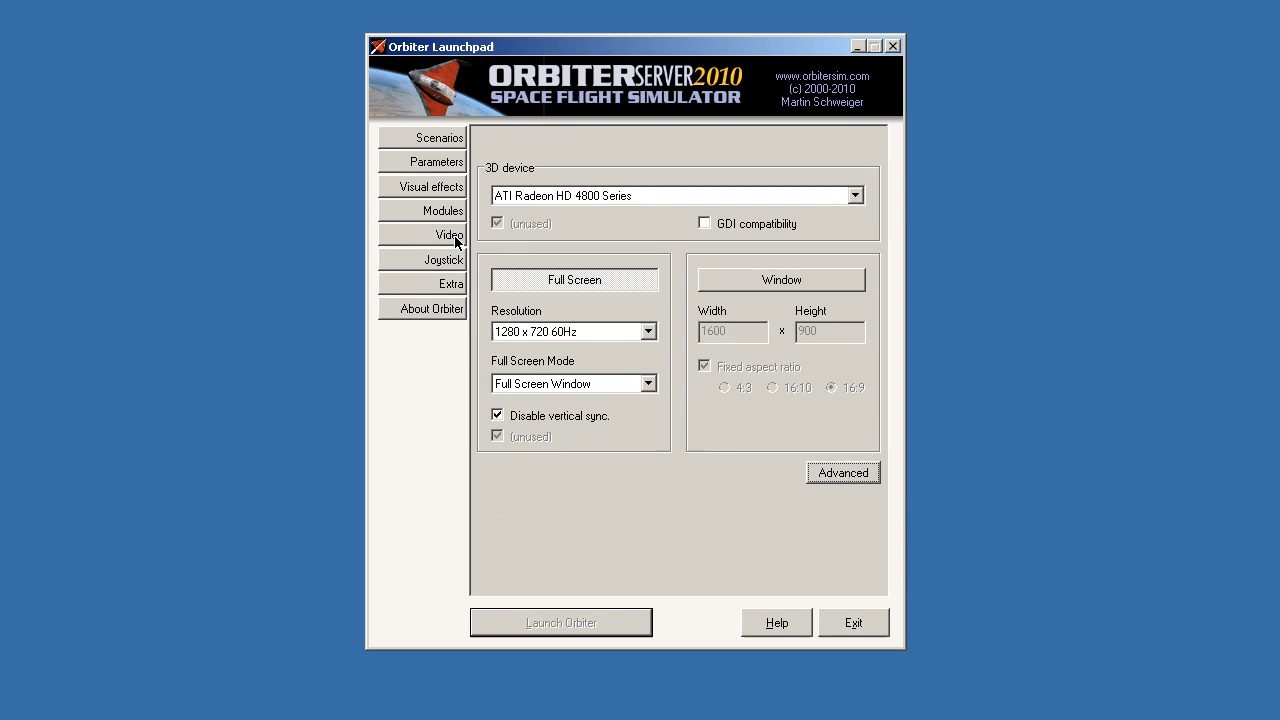 Orbiter Launchpad
ORBITERSERVER2010
SPACE FLIGHT SIMULATOR
www.orbitersim.com
(c) 2000-2010
Martin Schweiger
Scenarios
Parameters
Visual effects
Modules
Video
Joystick
Extra
About Orbiter
3D device
ATI Radeon HD 4800 Series
(unused)
GDI compatibility
Full Screen
Resolution
1280 x 720 60Hz
Full Screen Mode
Full Screen Window
Disable vertical sync.
(unused)
Window
Width
Height
1600
x
900
Fixed aspect ratio
4:3
16:10
16:9
Advanced
Launch Orbiter
Help
Exit